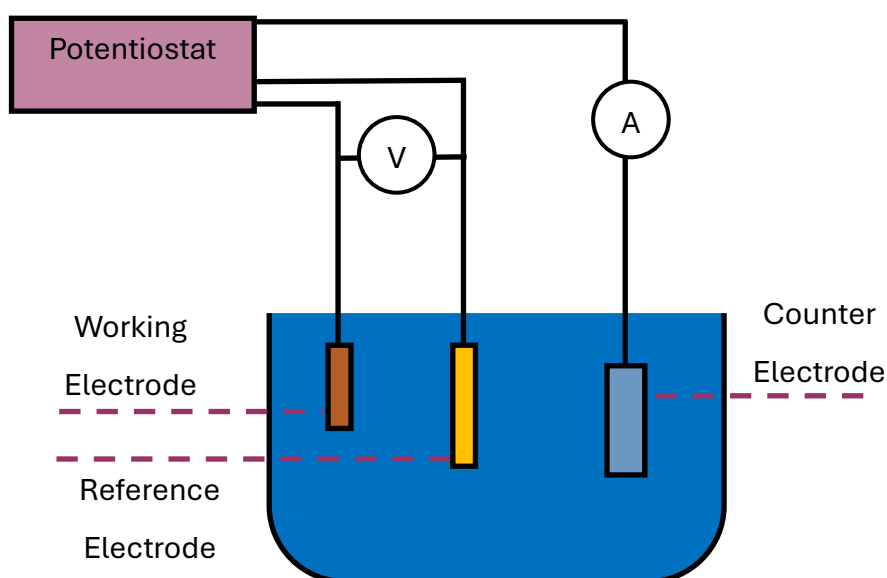 Potentiostat
A
V
Working
Electrode
Reference
Electrode
Counter
Electrode